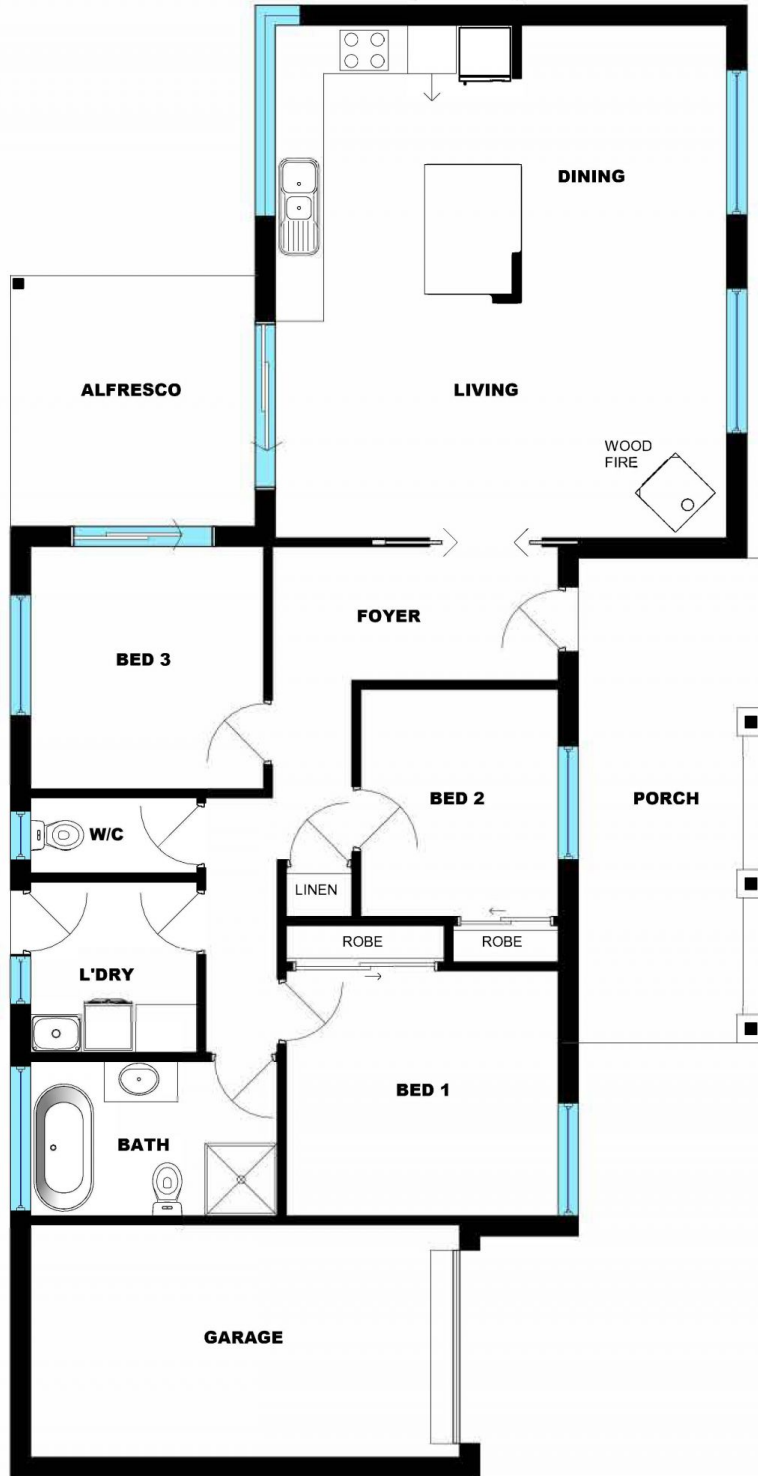 DINING
ALFRESCO
LIVING
WOOD
FIRE
FOYER
BED 3
BED 2
PORCH
W/C
LINEN
ROBE
ROBE
L'DRY
BED 1
BATH
GARAGE